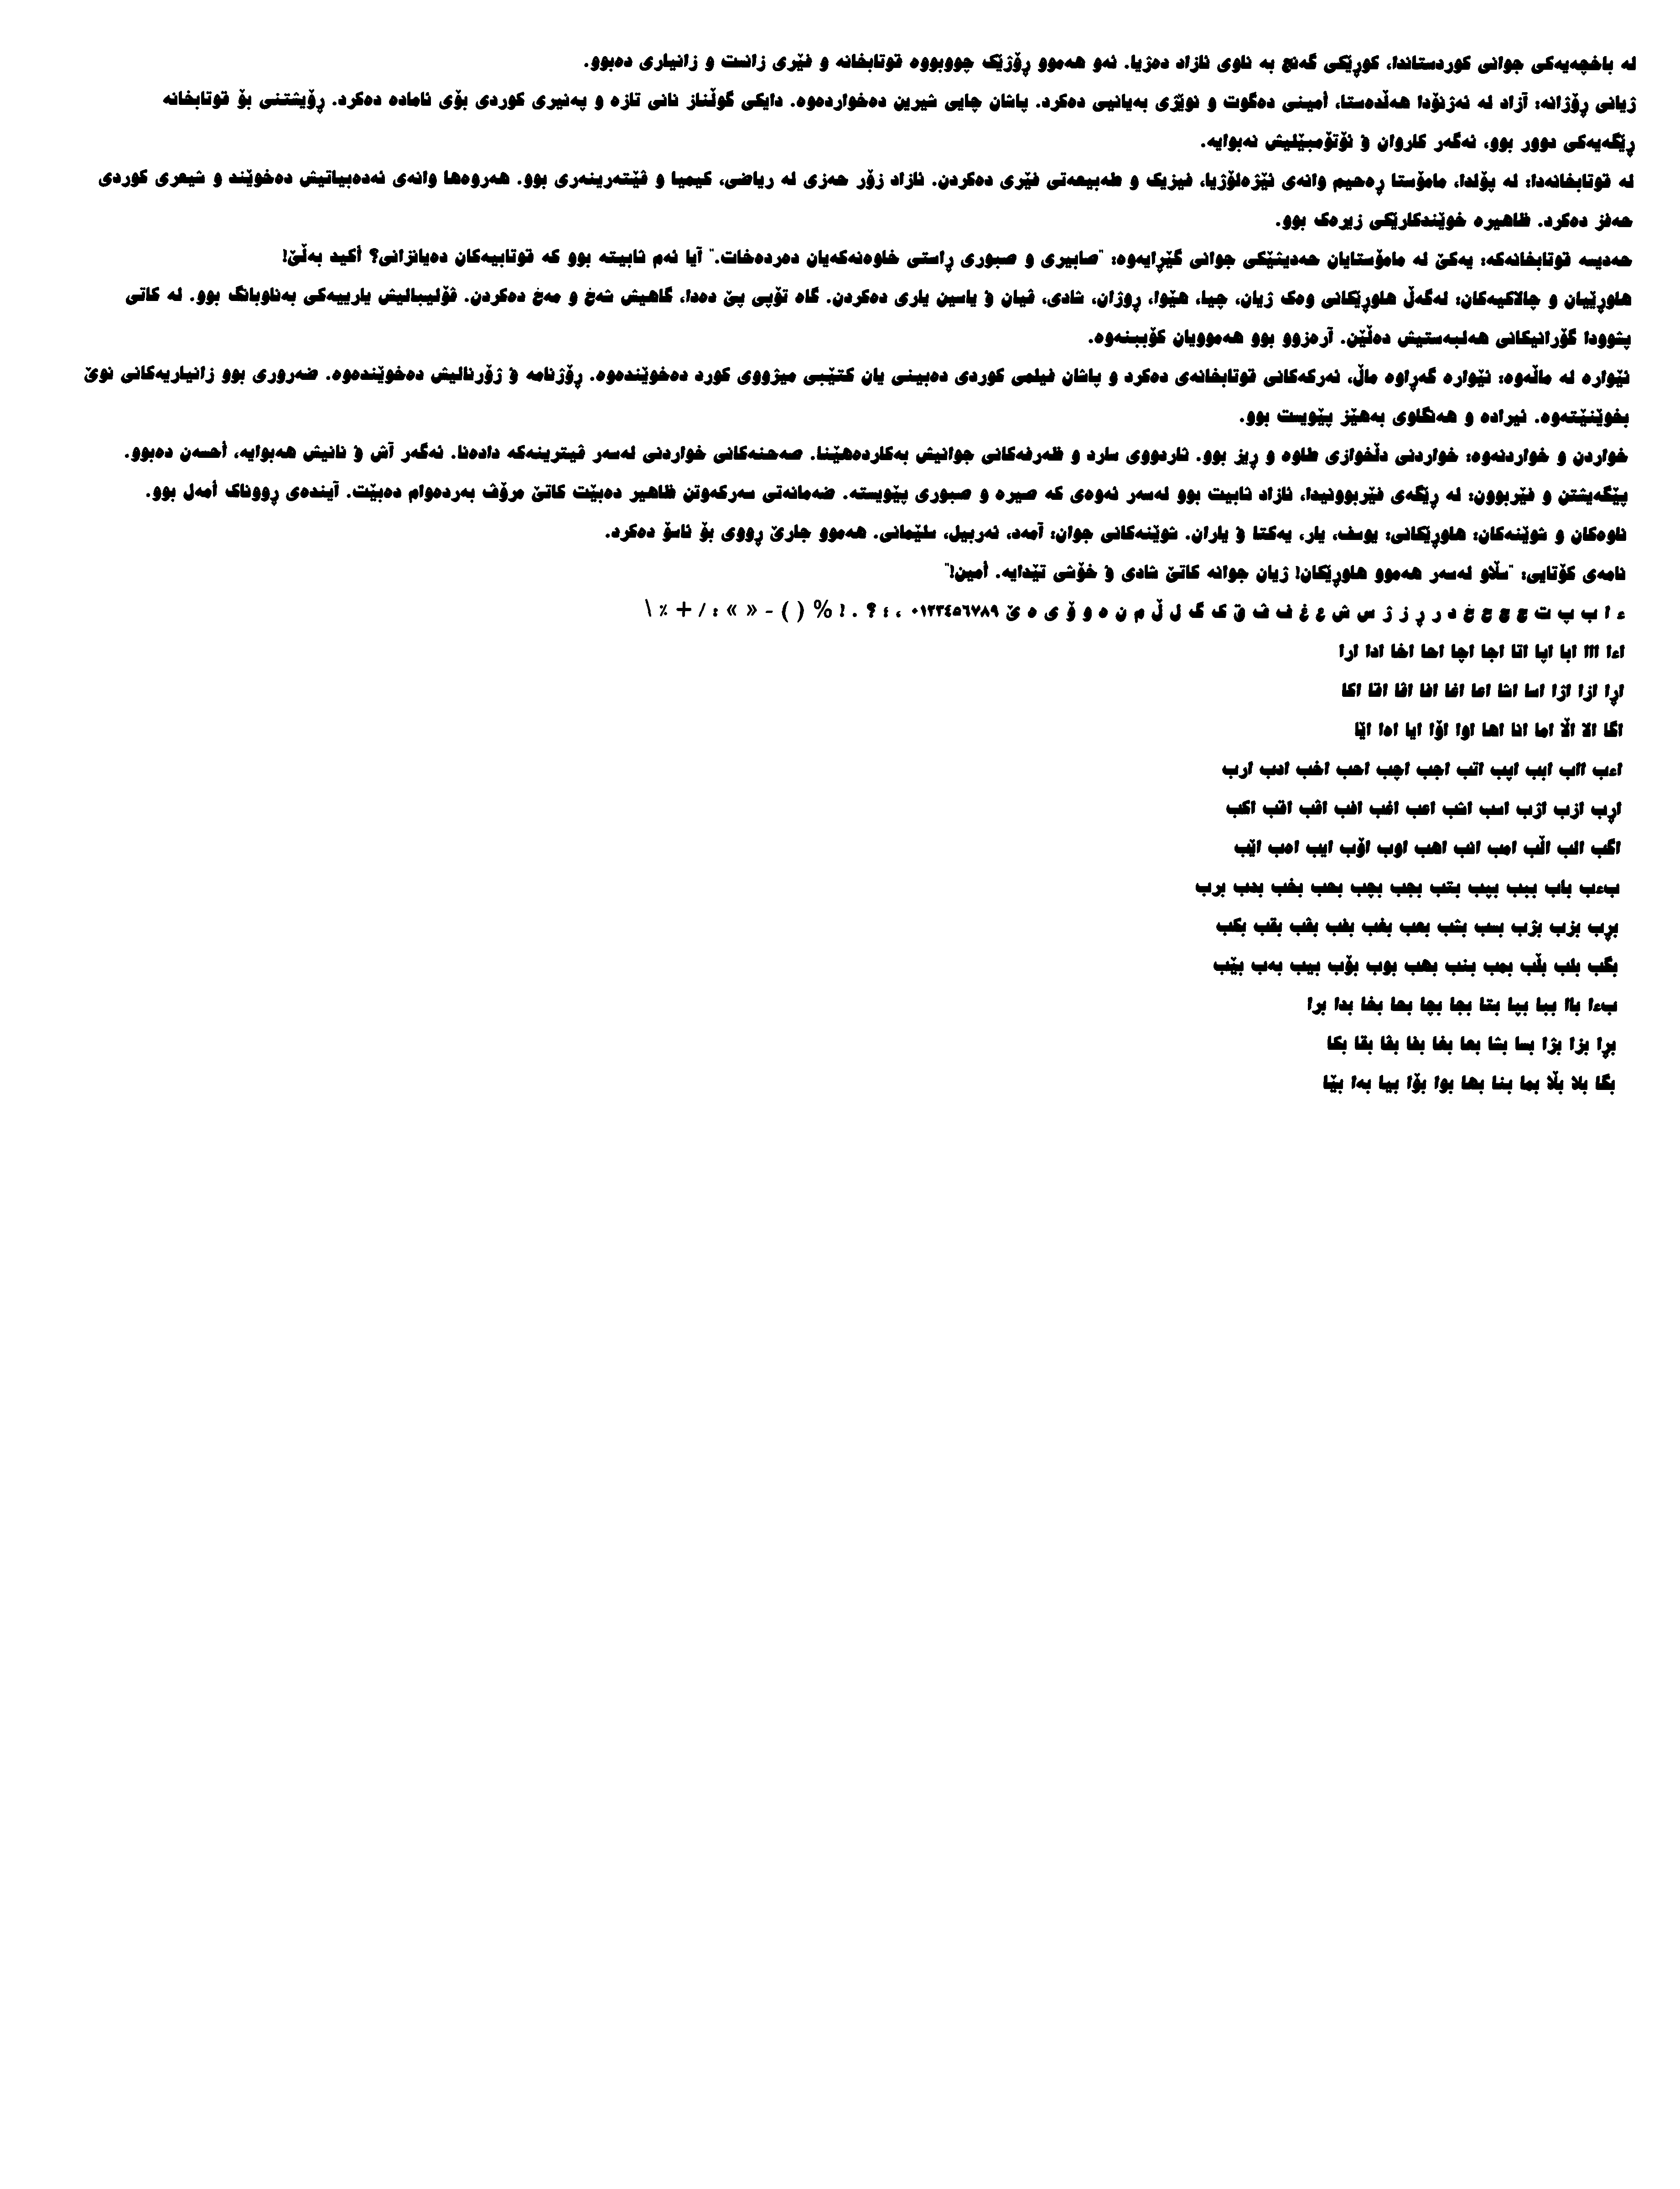 لە باخچەیەکی جوانی کوردستاندا، کوڕێکی گەنج بە ناوی ئازاد دەژیا. ئەو هەموو ڕۆژێک چووبووە قوتابخانە و فێری زانست و زانیاری دەبوو.
ژیانی ڕۆژانە: آزاد لە ئەژنۆدا هەڵدەستا، أمینی دەگوت و نوێژی بەیانیی دەکرد. پاشان چایی شیرین دەخواردەوە. دایکی گوڵناز نانی تازە و پەنیری کوردی بۆی ئامادە دەکرد. ڕۆیشتنی بۆ قوتابخانە
ڕێگەیەکی دوور بوو، ئەگەر کاروان ۆ ئۆتۆمبێلیش نەبوایە.
لە قوتابخانەدا: لە پۆلدا، مامۆستا ڕەحیم وانەی ئێژەلۆژیا، فیزیک و طەبیعەتی فێری دەکردن. ئازاد زۆر حەزی لە ریاضی، کیمیا و ڤێتەرینەری بوو. هەروەها وانەی ئەدەبیاتیش دەخوێند و شیعری کوردی
حەفز دەکرد. ظاهیرە خوێندکارێکی زیرەک بوو.
حەدیسە قوتابخانەکە: یەکێ لە مامۆستایان حەدیثێکی جوانی گێڕایەوە: "صابیری و صبوری ڕاستی خاوەنەکەیان دەردەخات." آیا ئەم ثابیتە بوو کە قوتابیەکان دەیانزانی؟ أکید بەڵێ!
هاوڕێیان و چالاکیەکان: لەگەڵ هاوڕێکانی وەک ژیان، چیا، هێوا، ڕوژان، شادی، ڤیان ۆ یاسین یاری دەکردن. گاە تۆپی پێ دەدا، گاهیش شەخ و مەخ دەکردن. ڤۆلیبالیش یارییەکی بەناوبانگ بوو. لە کاتی
پشوودا گۆرانیکانی هەلبەستیش دەڵێن. آرەزوو بوو هەموویان کۆببنەوە.
ئێوارە لە ماڵەوە: ئێوارە گەڕاوە ماڵ، ئەرکەکانی قوتابخانەی دەکرد و پاشان فیلمی کوردی دەبینی یان کتێبی میژووی کورد دەخوێندەوە. ڕۆژنامە ۆ ژۆرنالیش دەخوێندەوە. ضەروری بوو زانیاریەکانی نوێ
بخوێنێتەوە. ئیرادە و هەنگاوی بەهێز پێویست بوو.
خواردن و خواردنەوە: خواردنی دڵخوازی طاوە و ڕیز بوو. ئاردووی سارد و ظەرفەکانی جوانیش بەکاردەهێنا. صەحنەکانی خواردنی لەسەر ڤیترینەکە دادەنا. ئەگەر آش ۆ نانیش هەبوایە، أحسەن دەبوو.
پێگەیشتن و فێربوون: لە ڕێگەی فێربوونیدا، ئازاد ثابیت بوو لەسەر ئەوەی کە صیرە و صبوری پێویستە. ضەمانەتی سەرکەوتن ظاهیر دەبێت کاتێ مرۆڤ بەردەوام دەبێت. آیندەی ڕووناک أمەل بوو.
ناوەکان و شوێنەکان: هاوڕێکانی: یوسف، یار، یەکتا ۆ یاران. شوێنەکانی جوان: آمەد، ئەربیل، سلێمانی. هەموو جارێ ڕووی بۆ ئاسۆ دەکرد.
نامەی کۆتایی: "سڵاو لەسەر هەموو هاوڕێکان! ژیان جوانە کاتێ شادی ۆ خۆشی تێدایە. أمین!"
ء ا ب پ ت ج چ ح خ د ر ڕ ز ژ س ش ع غ ف ڤ ق ک گ ل ڵ م ن ه و ۆ ی ە ێ ٠١٢٣٤٥٦٧٨٩ ، ؛ ؟ . ! % ( ) - « » : / + ٪ \
اءا ااا ابا اپا اتا اجا اچا احا اخا ادا ارا
اڕا ازا اژا اسا اشا اعا اغا افا اڤا اقا اکا
اگا الا اڵا اما انا اها اوا اۆا ایا اەا اێا
اءب ااب ابب اپب اتب اجب اچب احب اخب ادب ارب
اڕب ازب اژب اسب اشب اعب اغب افب اڤب اقب اکب
اگب الب اڵب امب انب اهب اوب اۆب ایب اەب اێب
بءب باب ببب بپب بتب بجب بچب بحب بخب بدب برب
بڕب بزب بژب بسب بشب بعب بغب بفب بڤب بقب بکب
بگب بلب بڵب بمب بنب بهب بوب بۆب بیب بەب بێب
بءا باا ببا بپا بتا بجا بچا بحا بخا بدا برا
بڕا بزا بژا بسا بشا بعا بغا بفا بڤا بقا بکا
بگا بلا بڵا بما بنا بها بوا بۆا بیا بەا بێا